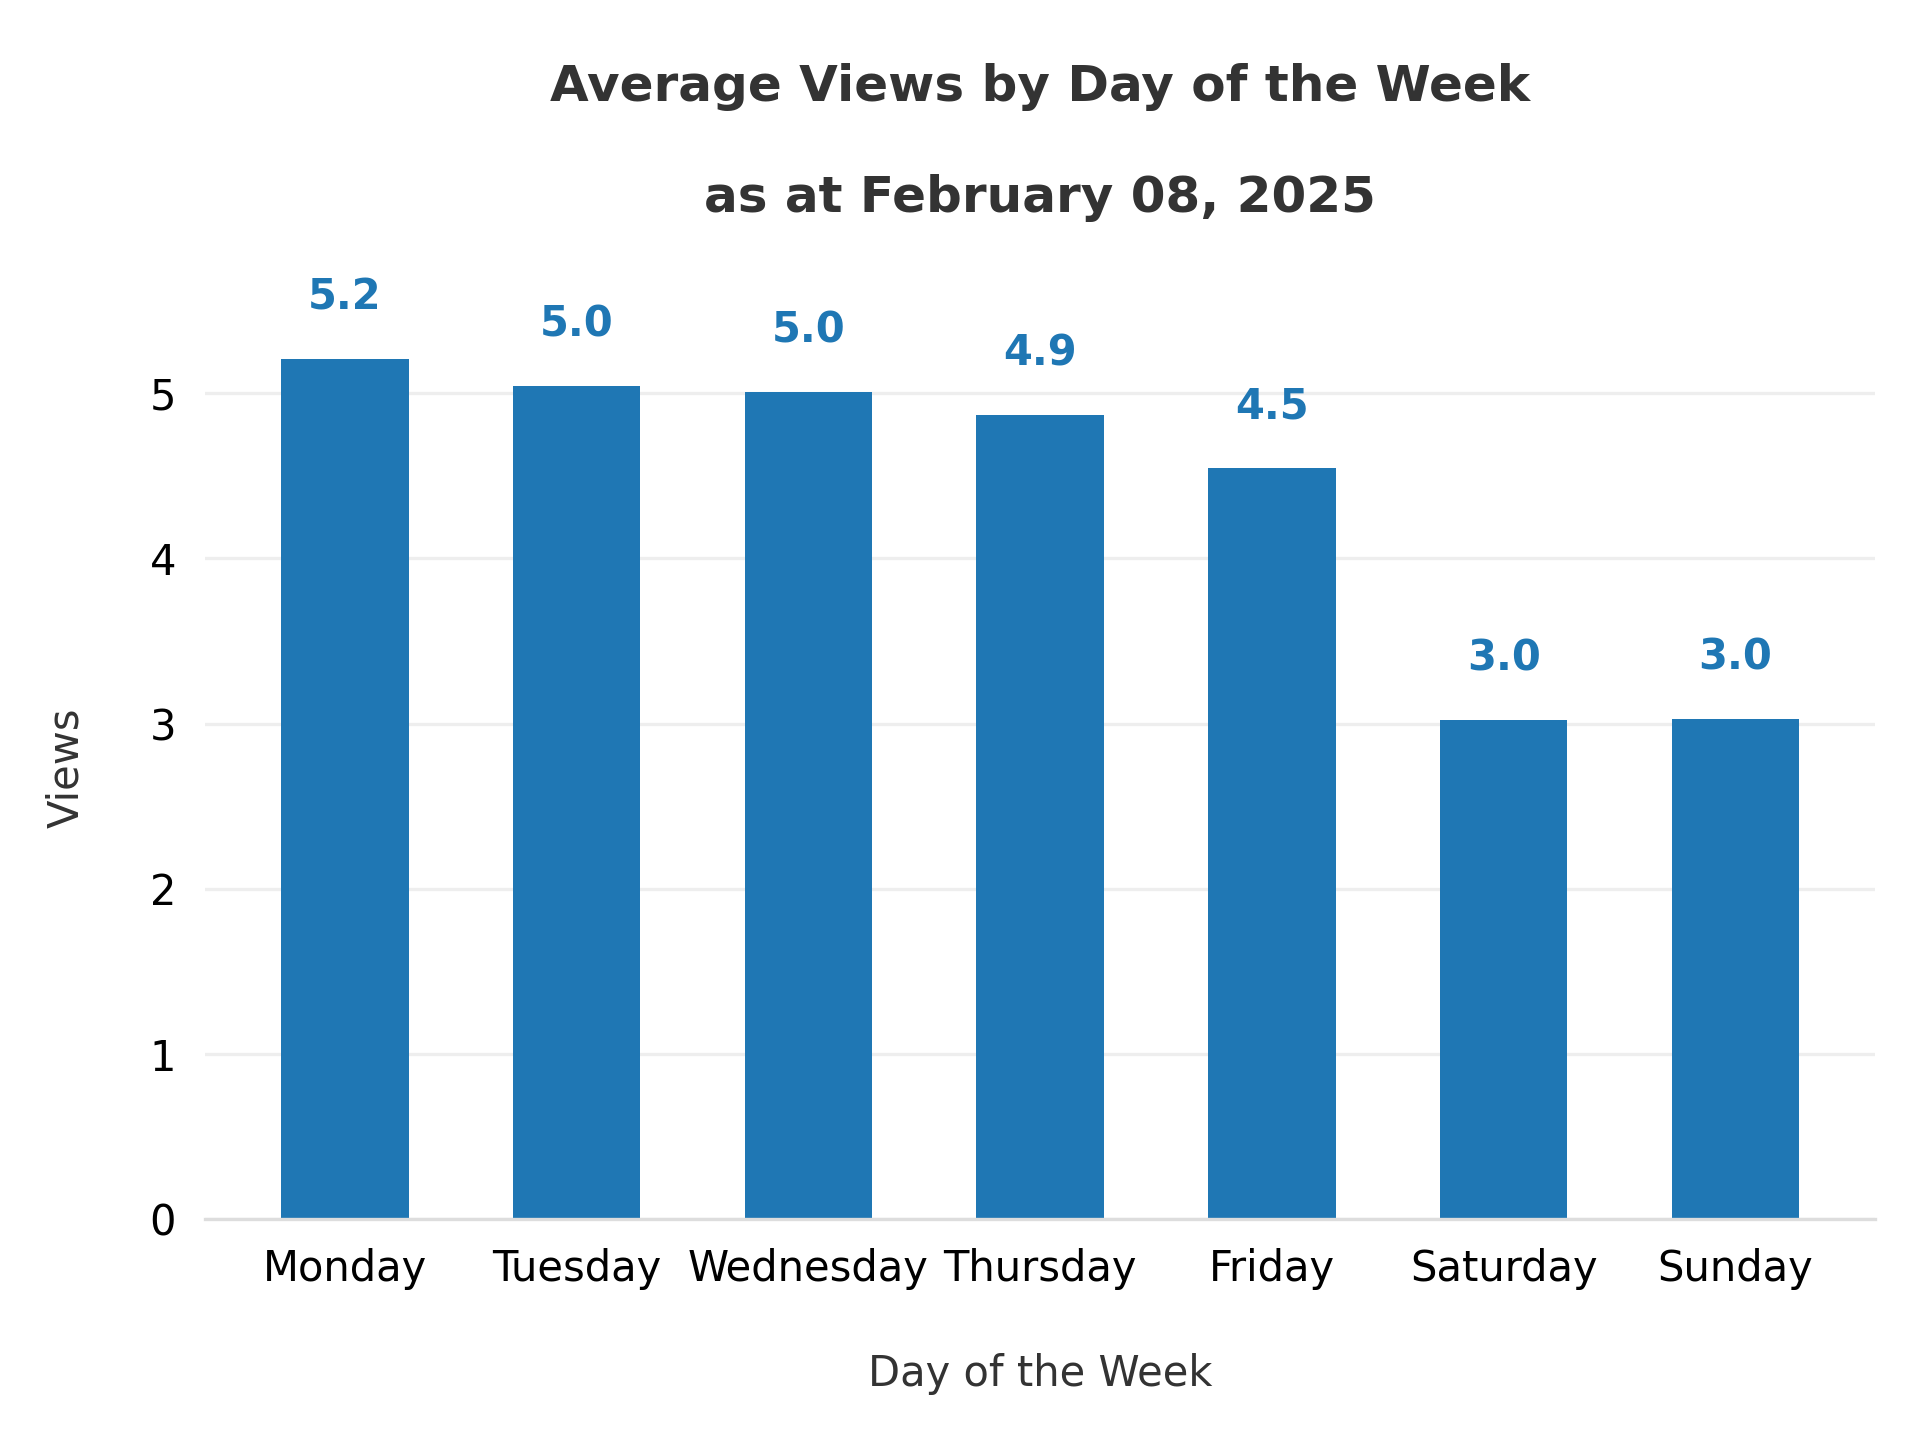 Average Views by Day of the Week
as at February 08, 2025
5.2
5.0
5.0
4.9
4.5
3.0
3.0
5
4
3
2
1
0
Views
Monday Tuesday Wednesday Thursday Friday Saturday Sunday
Day of the Week